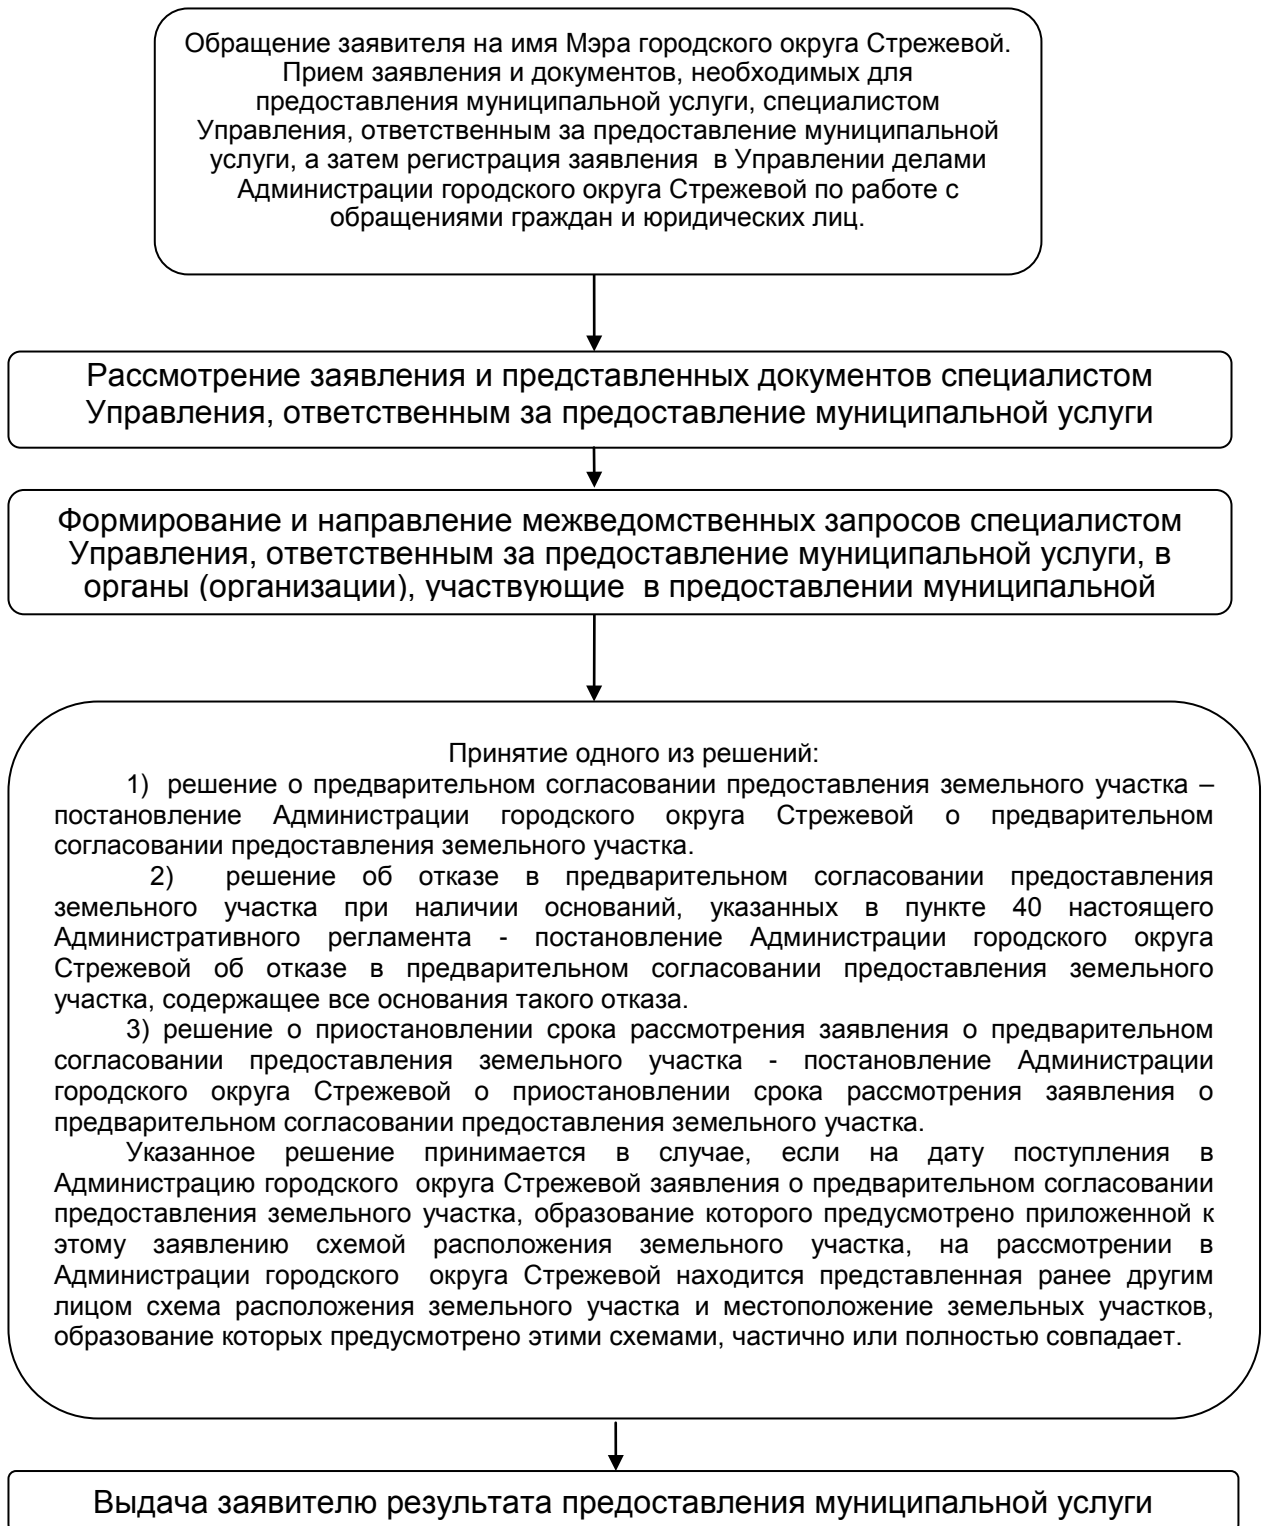 Обращение заявителя на имя Мэра городского округа Стрежевой.
Прием заявления и документов, необходимых для
предоставления муниципальной услуги, специалистом
Управления, ответственным за предоставление муниципальной
услуги, а затем регистрация заявления в Управлении делами
Администрации городского округа Стрежевой по работе с
обращениями граждан и юридических лиц.
Рассмотрение заявления и представленных документов специалистом
Управления, ответственным за предоставление муниципальной услуги
Формирование и направление межведомственных запросов специалистом
Управления, ответственным за предоставление муниципальной услуги, в
органы (организации), участвующие в предоставлении муниципальной
Принятие одного из решений:
1) решение о предварительном согласовании предоставления земельного участка –
постановление Администрации городского округа Стрежевой о предварительном
согласовании предоставления земельного участка.
2) решение об отказе в предварительном согласовании предоставления
земельного участка при наличии оснований, указанных в пункте 40 настоящего
Административного регламента - постановление Администрации городского округа
Стрежевой об отказе в предварительном согласовании предоставления земельного
участка, содержащее все основания такого отказа.
3) решение о приостановлении срока рассмотрения заявления о предварительном
согласовании предоставления земельного участка - постановление Администрации
городского округа Стрежевой о приостановлении срока рассмотрения заявления о
предварительном согласовании предоставления земельного участка.
Указанное решение принимается в случае, если на дату поступления в
Администрацию городского округа Стрежевой заявления о предварительном согласовании
предоставления земельного участка, образование которого предусмотрено приложенной к
этому заявлению схемой расположения земельного участка, на рассмотрении в
Администрации городского округа Стрежевой находится представленная ранее другим
лицом схема расположения земельного участка и местоположение земельных участков,
образование которых предусмотрено этими схемами, частично или полностью совпадает.
Выдача заявителю результата предоставления муниципальной услуги